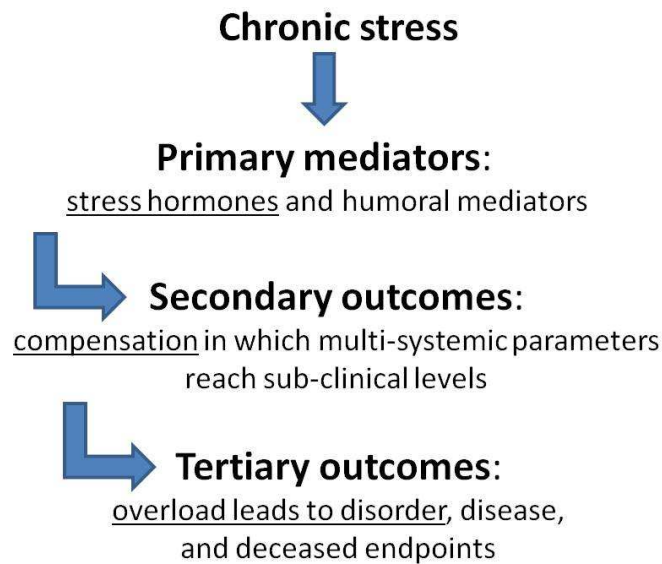 Chronic stress
Primary mediators:
stress hormones and humoral mediators
Secondary outcomes:
compensation in which multi-systemic parameters
reach sub-clinical levels
Tertiary outcomes:
overload leads to disorder, disease,
and deceased endpoints